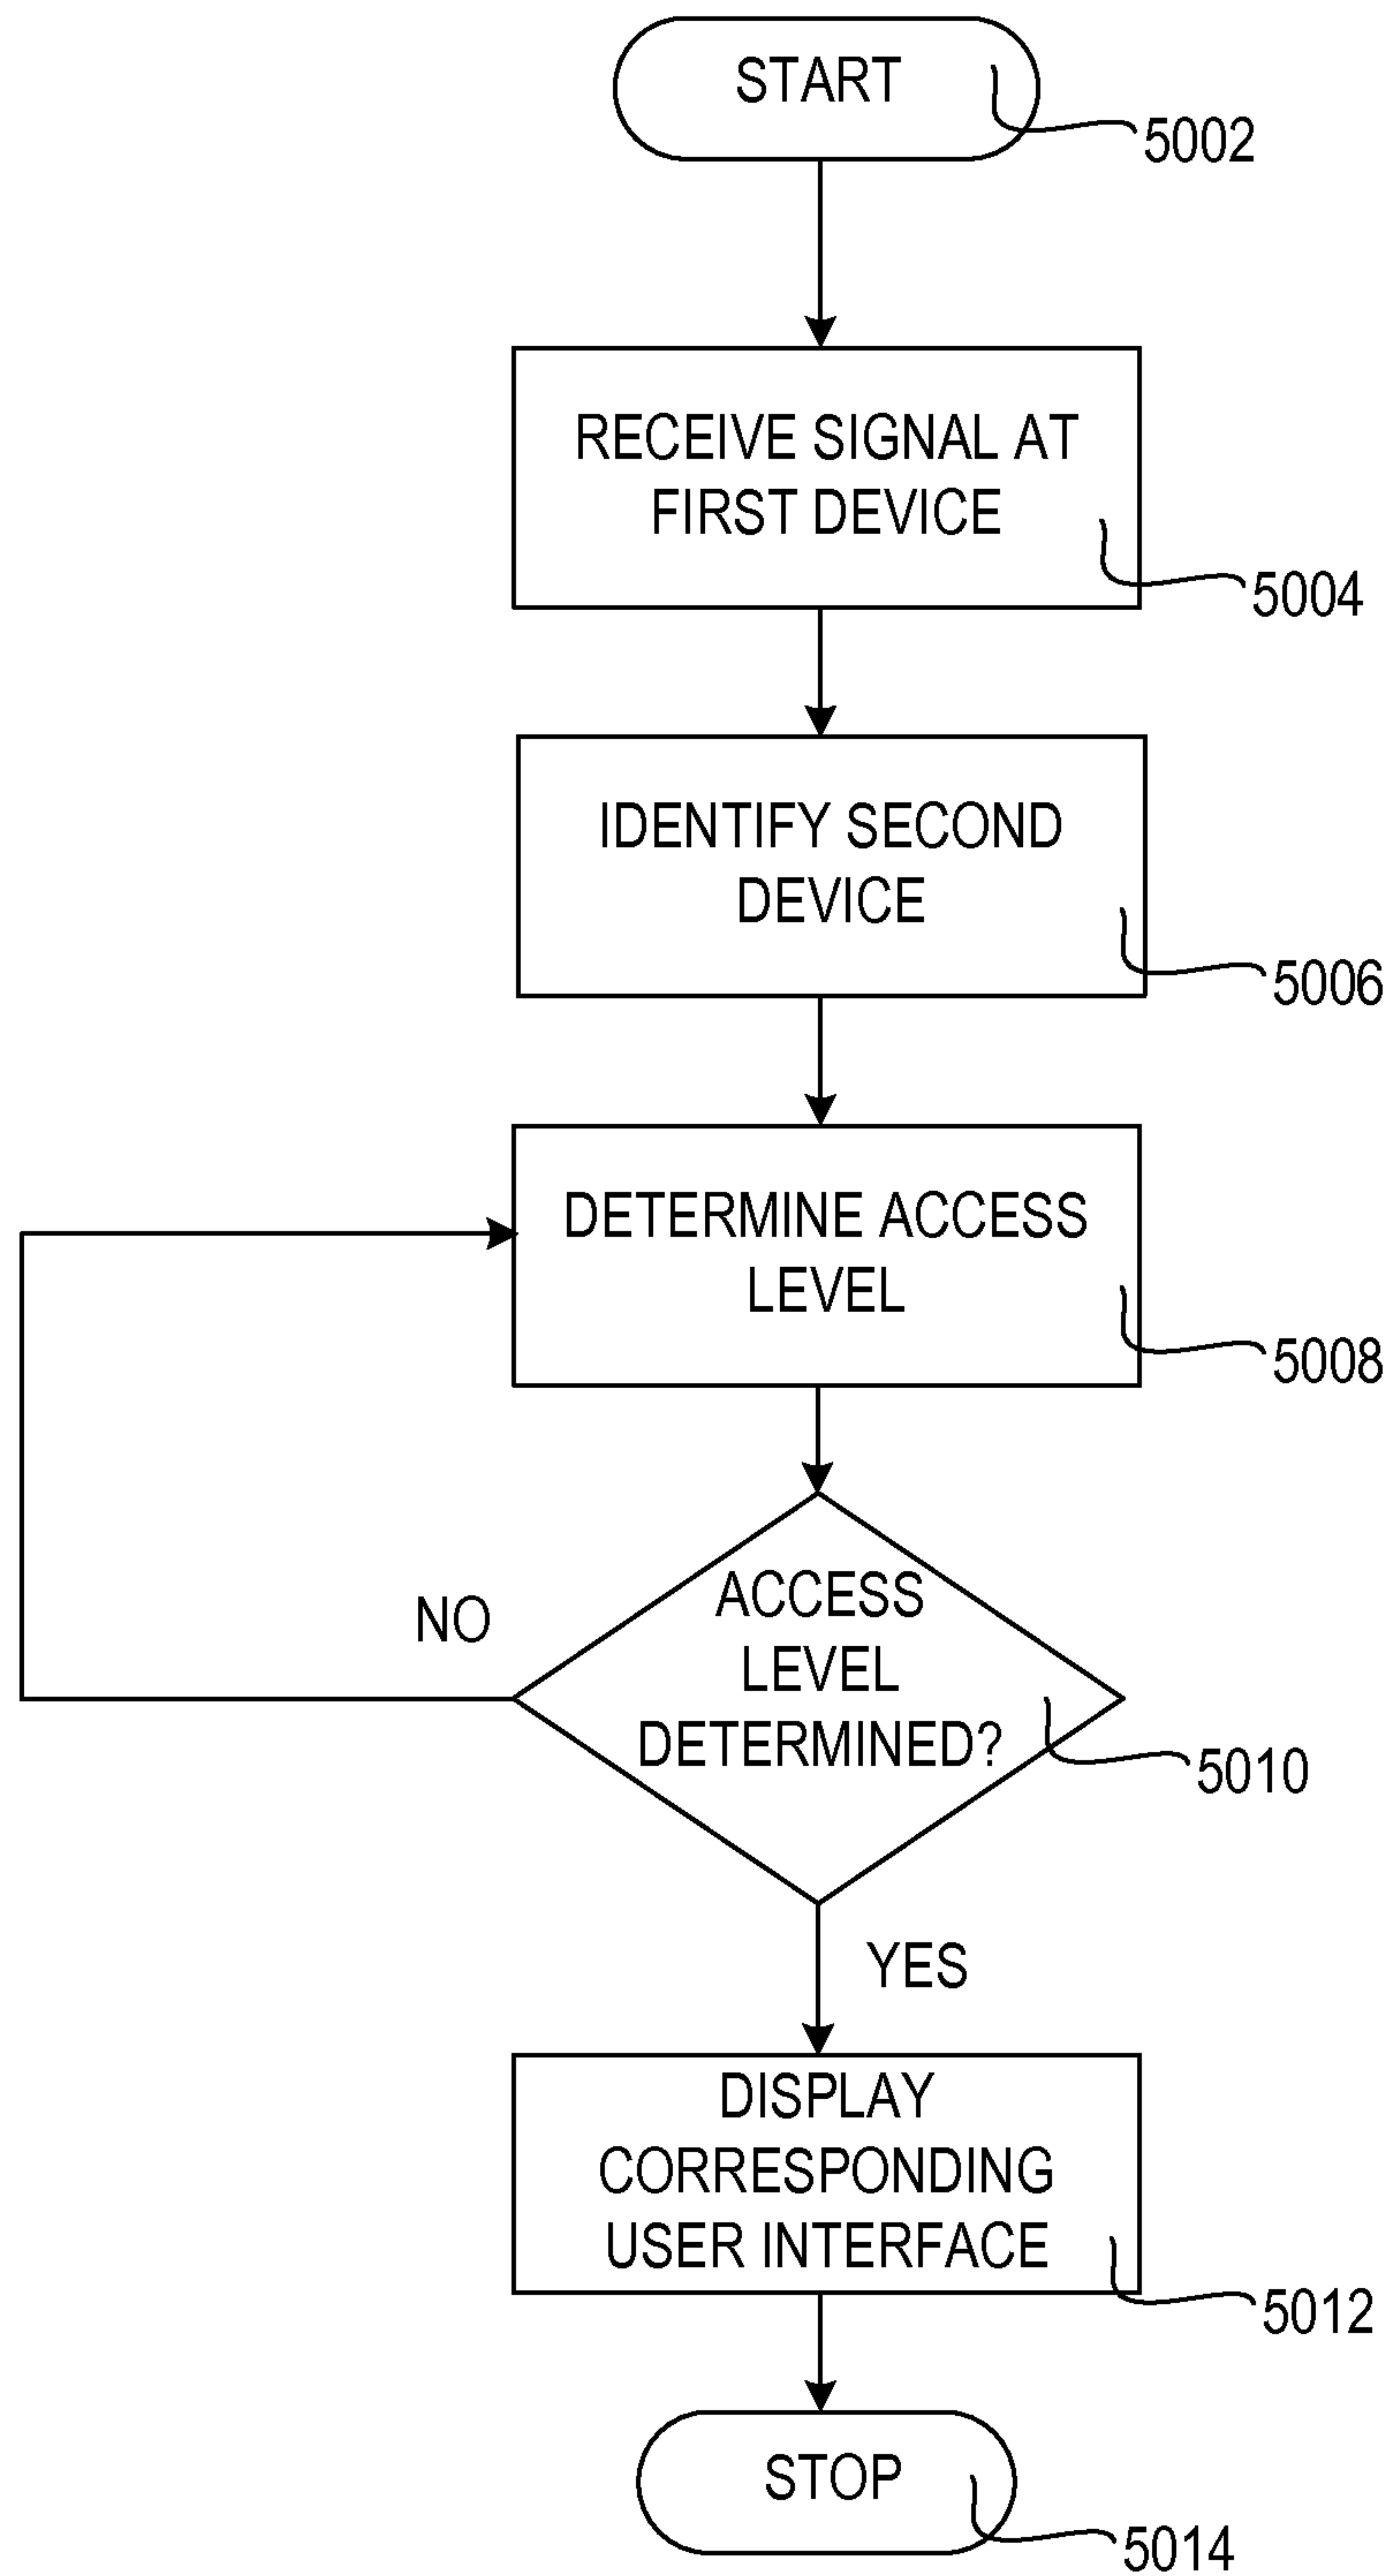 START
5002
RECEIVE SIGNAL AT
FIRST DEVICE
5004
IDENTIFY SECOND
DEVICE
5006
DETERMINE ACCESS
LEVEL
5008
ACCESS
LEVEL
DETERMINED?
NO
5010
YES
DISPLAY
CORRESPONDING
USER INTERFACE
5012
STOP
5014